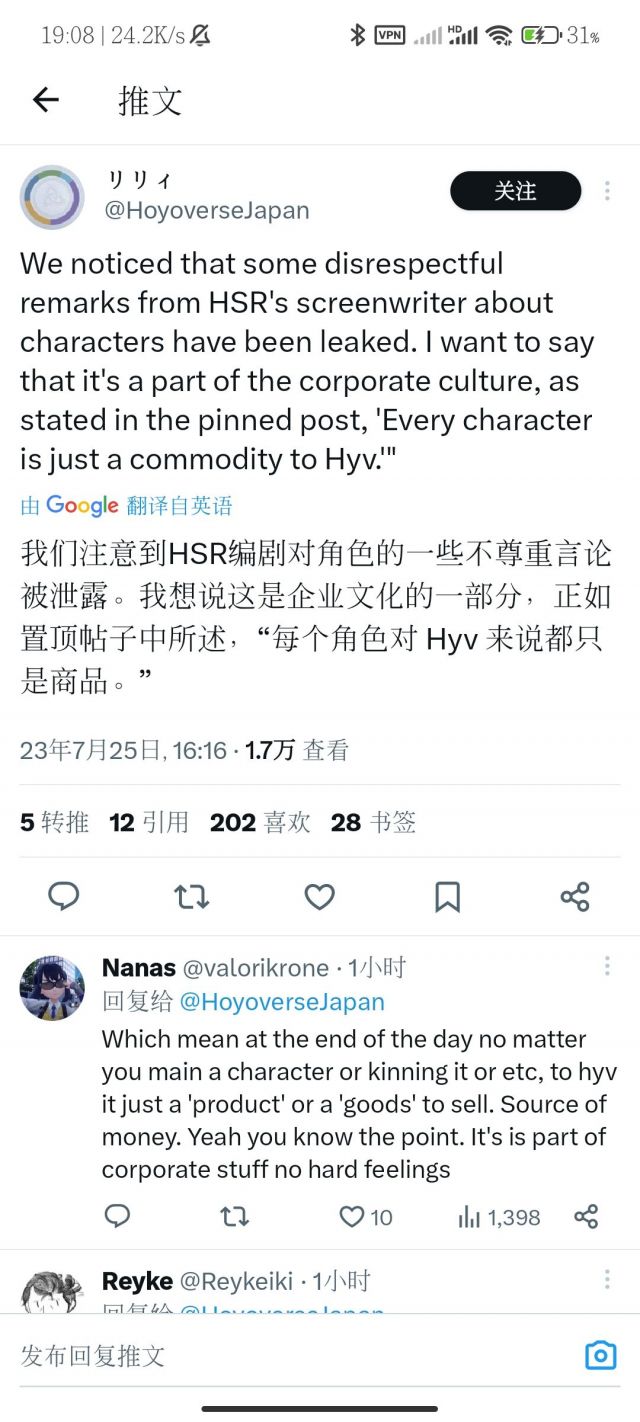 19:08 | 24.2K/s
VPN
HD
31%
推文
リリィ
@HoyoverseJapan
关注
We noticed that some disrespectful
remarks from HSR's screenwriter about
characters have been leaked. I want to say
that it's a part of the corporate culture, as
stated in the pinned post, 'Every character
is just a commodity to Hyv.'"
由 Google 翻译自英语
我们注意到HSR编剧对角色的一些不尊重言论
被泄露。我想说这是企业文化的一部分，正如
置顶帖子中所述，“每个角色对 Hyv 来说都只
是商品。”
23年7月25日, 16:16 · 1.7万 查看
5 转推 12 引用 202 喜欢 28 书签
Nanas @valorikrone · 1小时
回复给 @HoyoverseJapan
Which mean at the end of the day no matter
you main a character or kinning it or etc, to hyv
it just a 'product' or a 'goods' to sell. Source of
money. Yeah you know the point. It's is part of
corporate stuff no hard feelings
10
1,398
Reyke @Reykeiki · 1小时
回复给 @HoyoverseJapan
发布回复推文